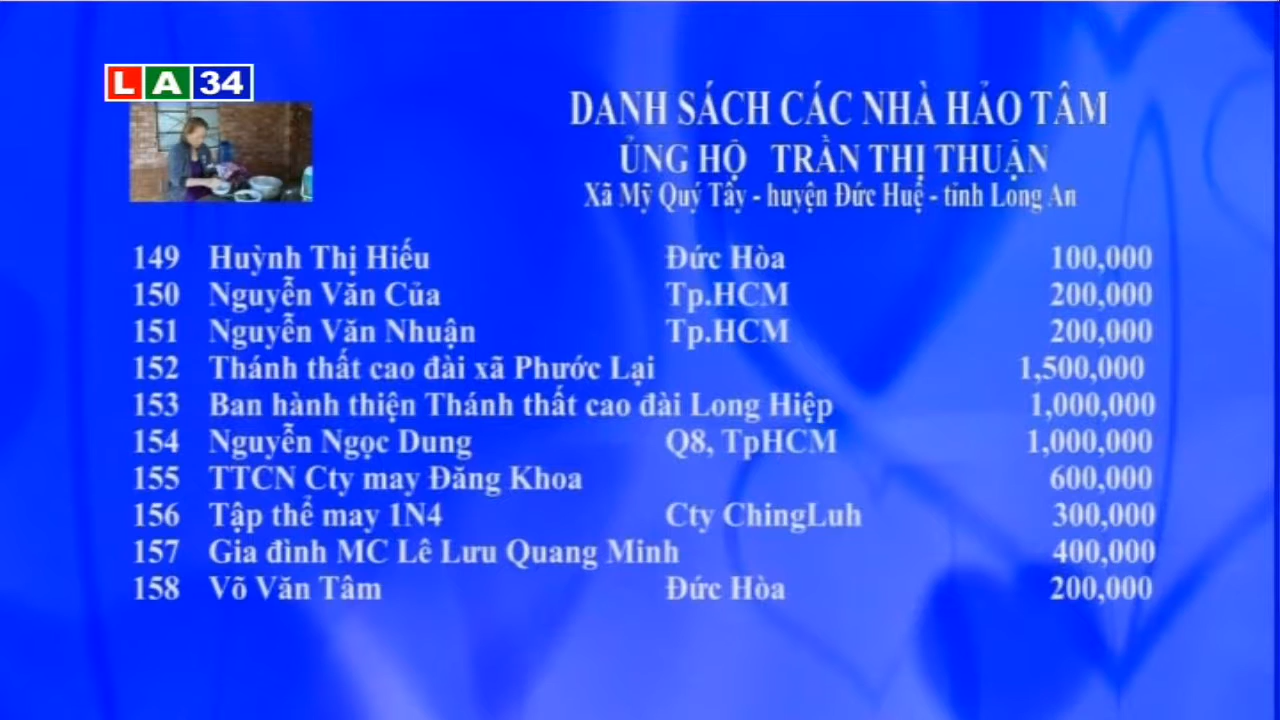 LA34
DANH SÁCH CÁC NHÀ HẢO TÂM
ỦNG HỘ TRẦN THỊ THUẬN
Xã Mỹ Quý Tây - huyện Đức Huệ - tỉnh Long An
149 Huỳnh Thị Hiếu Đức Hòa 100,000
150 Nguyễn Văn Của Tp.HCM 200,000
151 Nguyễn Văn Nhuận Tp.HCM 200,000
152 Thánh thất cao đài xã Phước Lại 1,500,000
153 Ban hành thiện Thánh thất cao đài Long Hiệp 1,000,000
154 Nguyễn Ngọc Dung Q8, TpHCM 1,000,000
155 TTCN Cty may Đăng Khoa 600,000
156 Tập thể may 1N4 Cty ChingLuh 300,000
157 Gia đình MC Lê Lưu Quang Minh 400,000
158 Võ Văn Tâm Đức Hòa 200,000